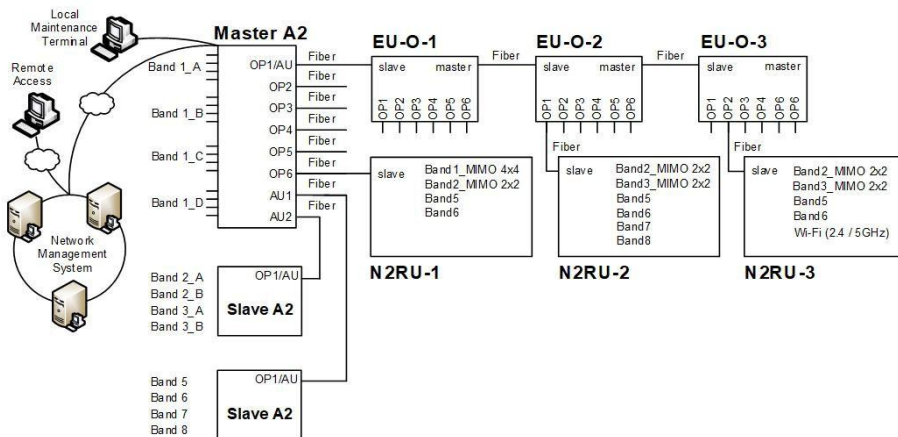 Local
Maintenance
Terminal
Remote
Access
Network
Management
System
Master A2
Band 1_A
Band 1_B
Band 1_C
Band 1_D
OP1/AU
OP2
OP3
OP4
OP5
OP6
AU1
AU2
Fiber
Fiber
Fiber
Fiber
Fiber
Fiber
Fiber
Fiber
EU-O-1
slave master
OP1 OP2 OP3 OP4 OP5 OP6
Fiber
EU-O-2
slave master
OP1 OP2 OP3 OP4 OP5 OP6
Fiber
EU-O-3
slave master
OP1 OP2 OP3 OP4 OP6 OP6
slave
Band1_MIMO 4x4
Band2_MIMO 2x2
Band5
Band6
N2RU-1
Fiber
slave
Band2_MIMO 2x2
Band3_MIMO 2x2
Band5
Band6
Band7
Band8
N2RU-2
Fiber
slave
Band2_MIMO 2x2
Band3_MIMO 2x2
Band5
Band6
Wi-Fi (2.4 / 5GHz)
N2RU-3
Band 2_A
Band 2_B
Band 3_A
Band 3_B
OP1/AU
Slave A2
Band 5
Band 6
Band 7
Band 8
OP1/AU
Slave A2